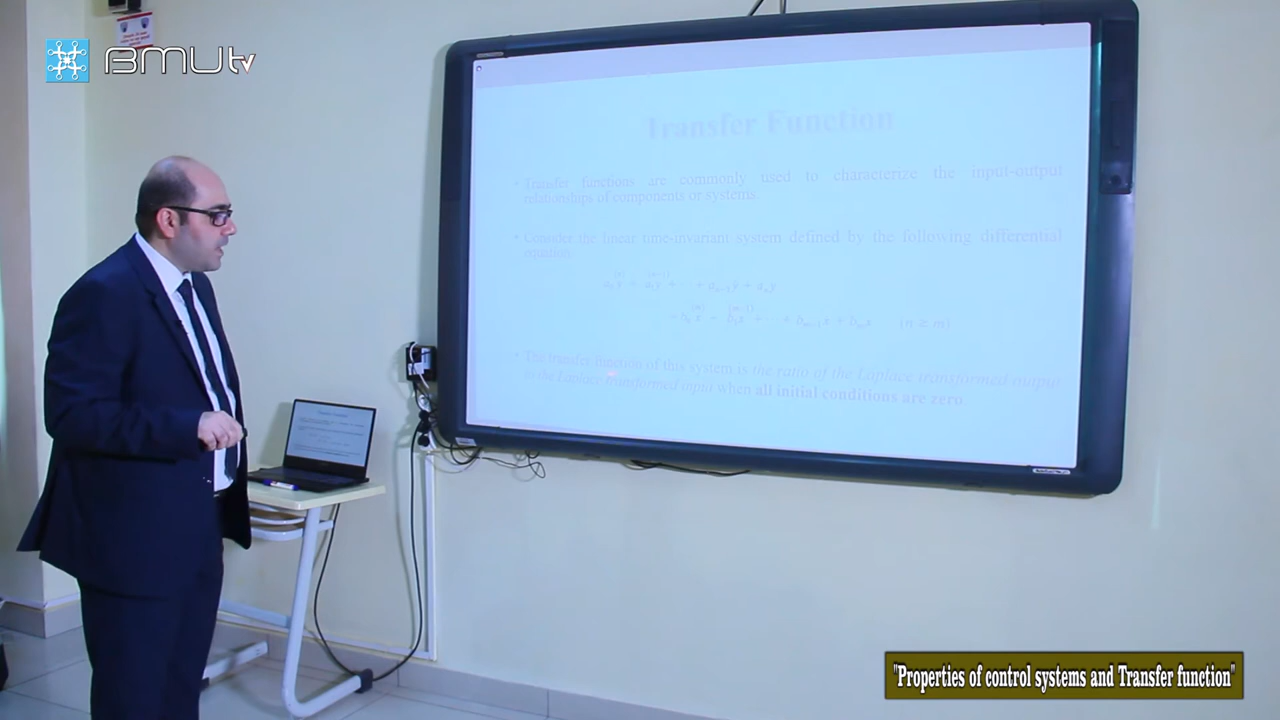 BMUtv
Transfer Function
• Transfer functions are commonly used to characterize the input-output
relationships of components or systems.
• Consider the linear time-invariant system defined by the following differential
equation:
• The transfer function of this system is the ratio of the Laplace transformed output
to the Laplace transformed input when all initial conditions are zero.
"Properties of control systems and Transfer function"